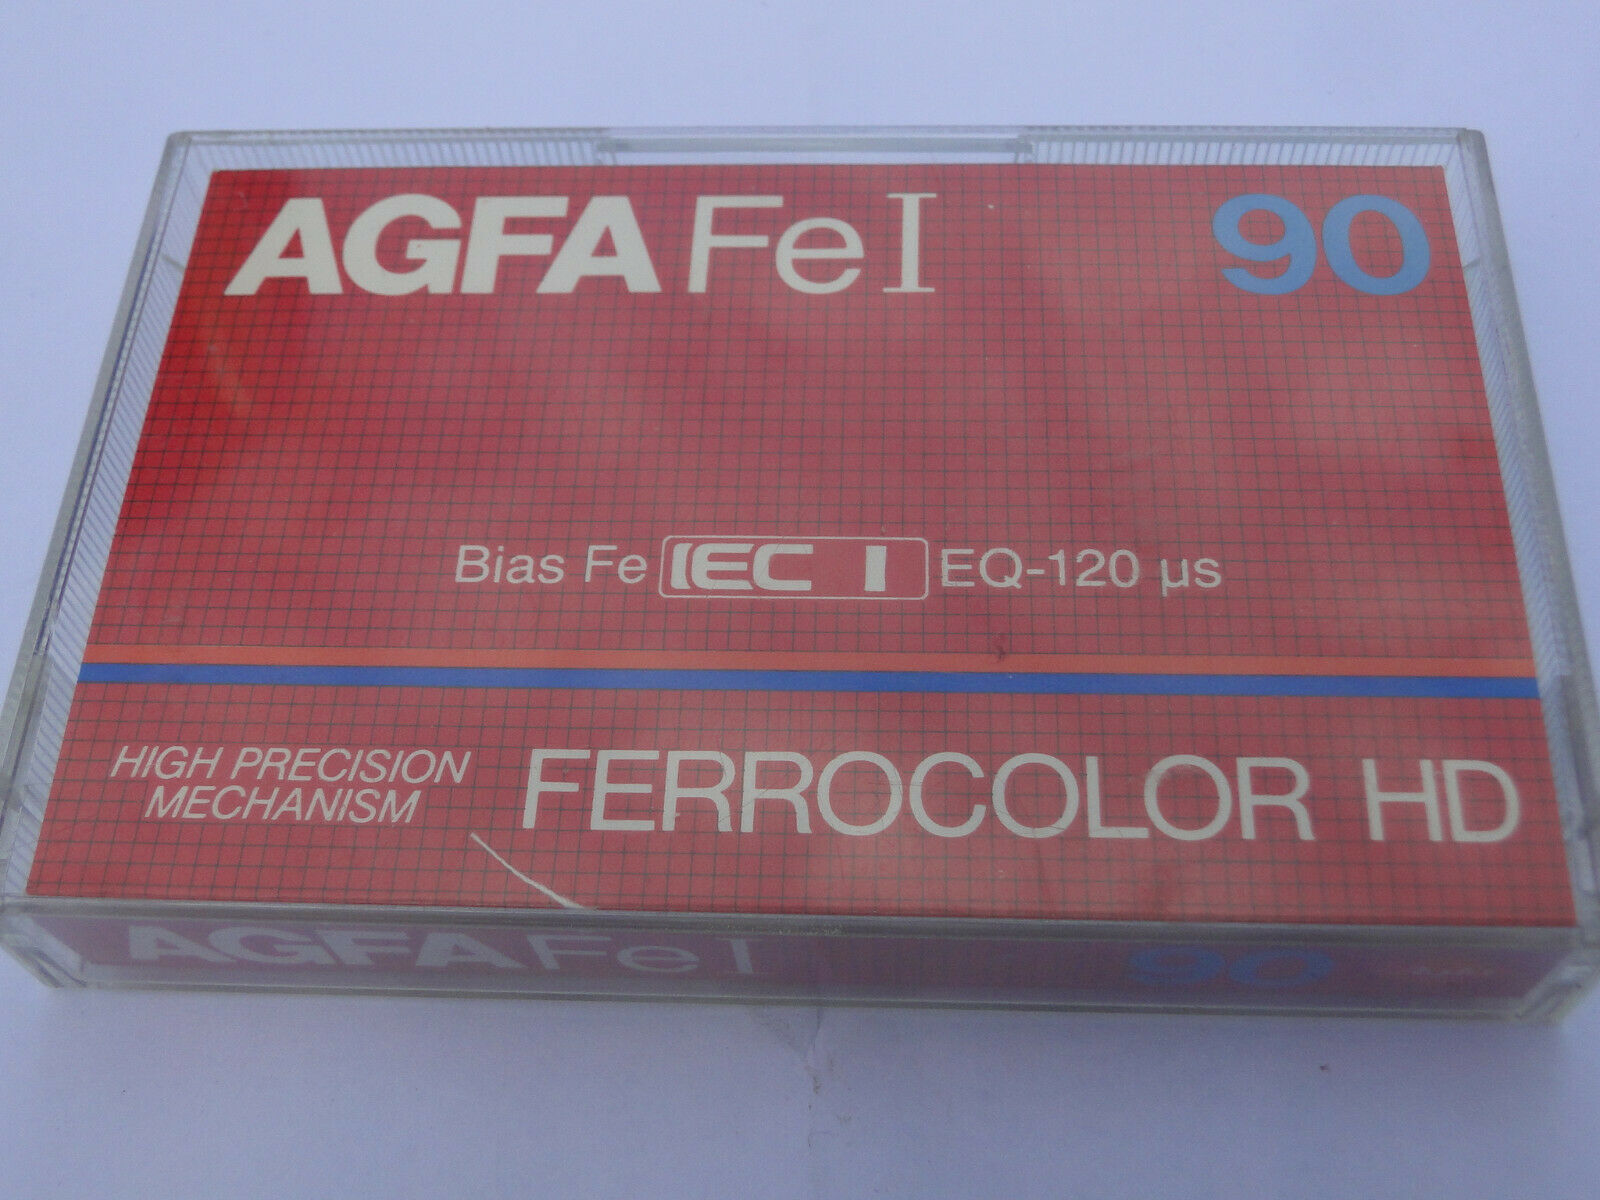 AGFA Fe I 90
Bias Fe IEC I EQ-120 µs
HIGH PRECISION
MECHANISM
FERROCOLOR HD
AGFA Fe I 90